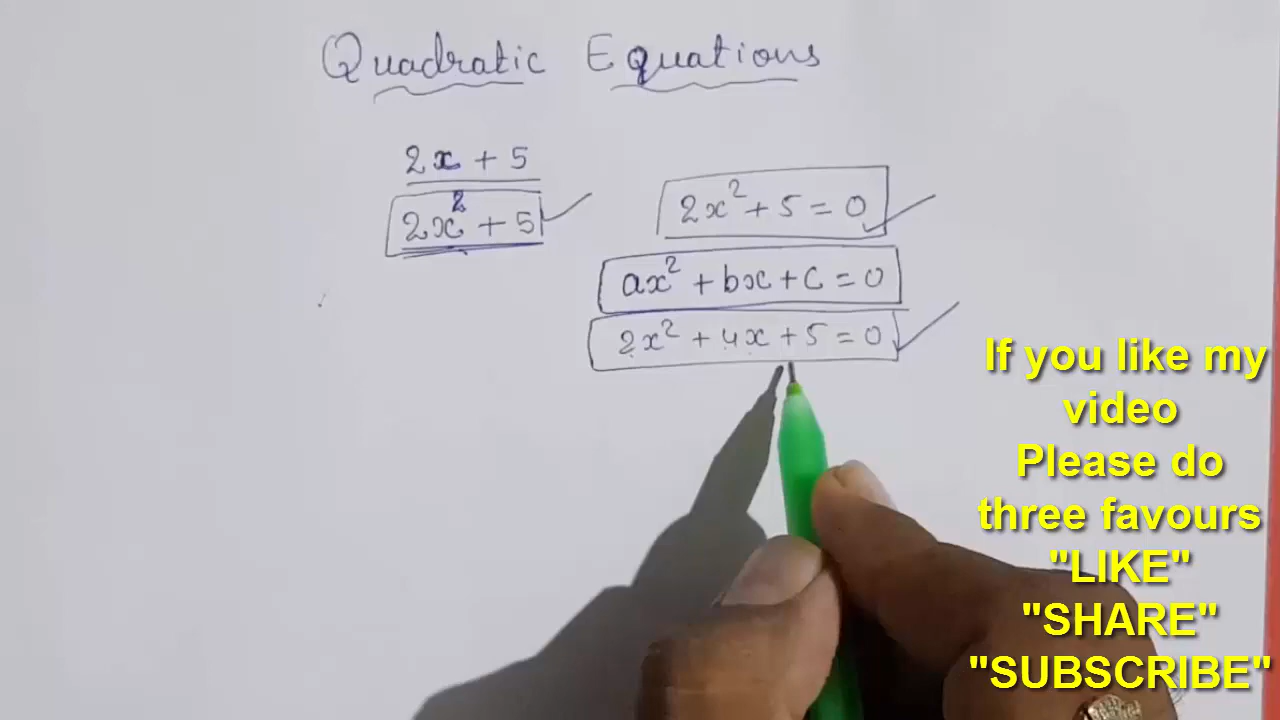 Quadratic Equations
2x + 5
2x² + 5
2x² + 5 = 0
ax² + bx + c = 0
2x² + 4x + 5 = 0
If you like my
video
Please do
three favours
"LIKE"
"SHARE"
"SUBSCRIBE"